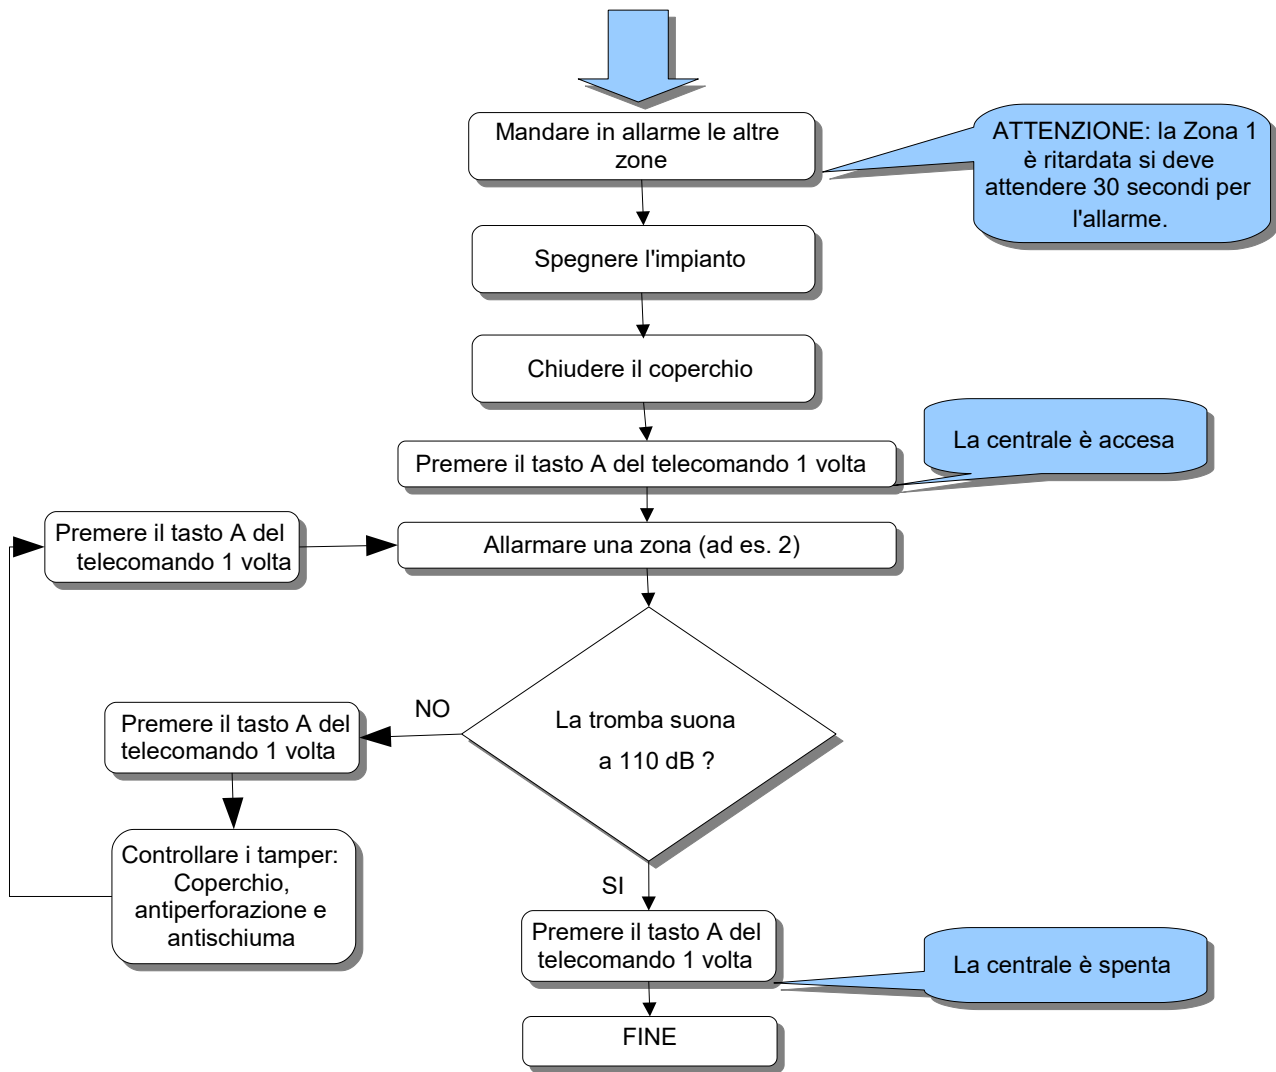 Mandare in allarme le altre
zone
ATTENZIONE: la Zona 1
è ritardata si deve
attendere 30 secondi per
l'allarme.
Spegnere l'impianto
Chiudere il coperchio
La centrale è accesa
Premere il tasto A del telecomando 1 volta
Premere il tasto A del
telecomando 1 volta
Allarmare una zona (ad es. 2)
La tromba suona
a 110 dB ?
NO
Premere il tasto A del
telecomando 1 volta
Controllare i tamper:
Coperchio,
antiperforazione e
antischiuma
SI
Premere il tasto A del
telecomando 1 volta
La centrale è spenta
FINE